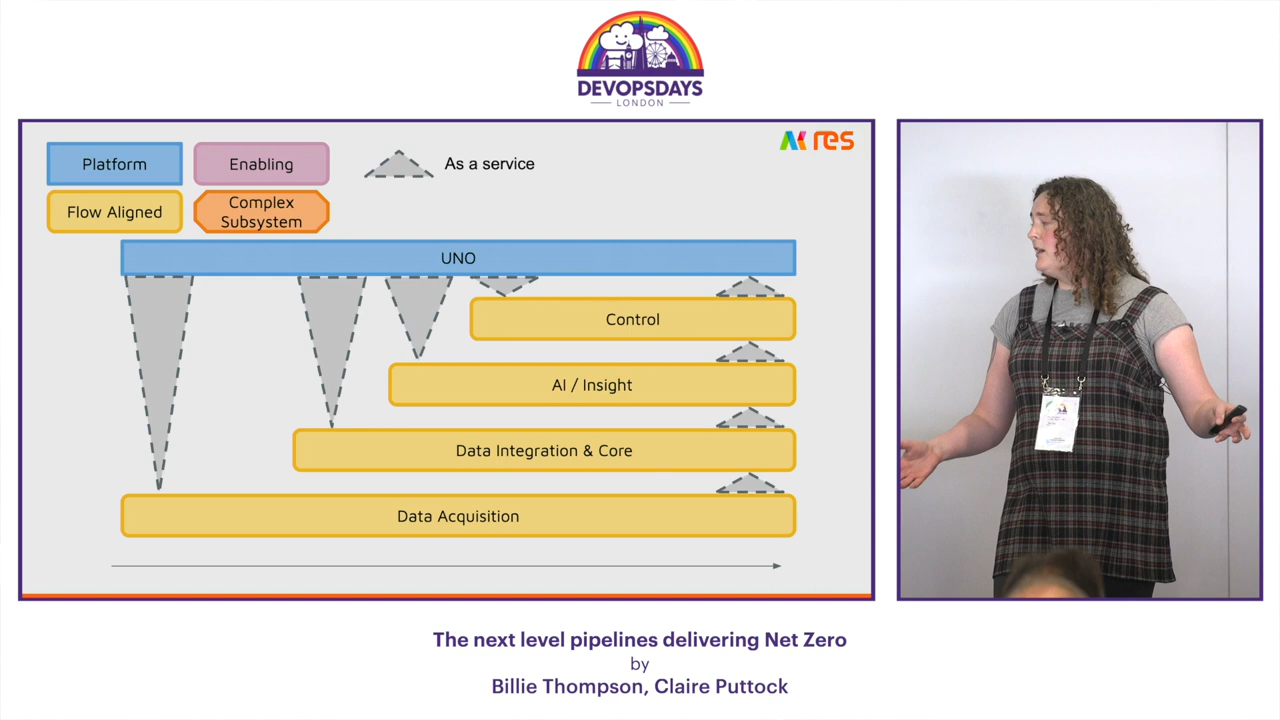 DEVOPSDAYS
LONDON
res
Platform
Enabling
As a service
Flow Aligned
Complex
Subsystem
UNO
Control
AI / Insight
Data Integration & Core
Data Acquisition
The next level pipelines delivering Net Zero
by
Billie Thompson, Claire Puttock